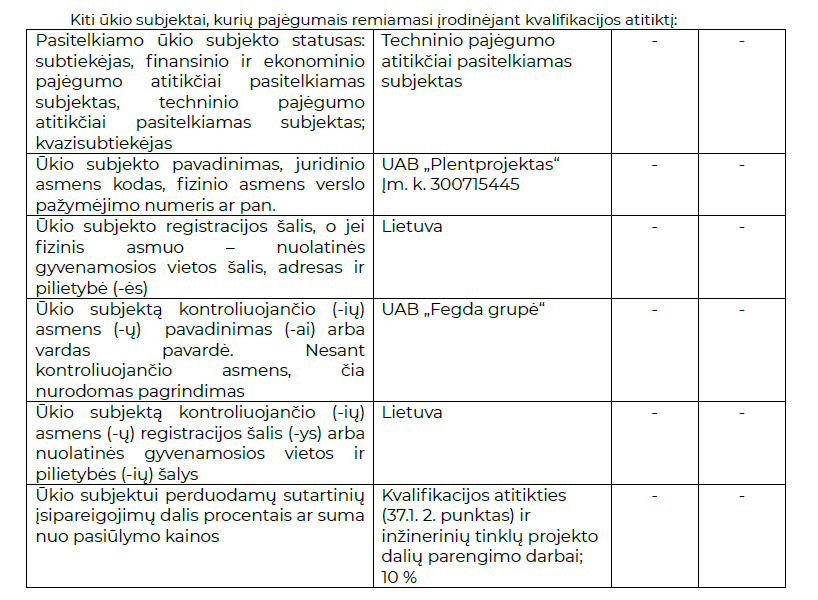 Kiti ūkio subjektai, kurių pajėgumais remiamasi įrodinėjant kvalifikacijos atitiktį:
Pasitelkiamo ūkio subjekto statusas:
subtiekėjas, finansinio ir ekonominio
pajėgumo atitikčiai pasitelkiamas
subjektas, techninio pajėgumo
atitikčiai pasitelkiamas subjektas;
kvazisubtiekėjas
Techninio pajėgumo
atitikčiai pasitelkiamas
subjektas
-
-
Ūkio subjekto pavadinimas, juridinio
asmens kodas, fizinio asmens verslo
pažymėjimo numeris ar pan.
UAB „Plentprojektas“
Įm. k. 300715445
-
-
Ūkio subjekto registracijos šalis, o jei
fizinis asmuo – nuolatinės
gyvenamosios vietos šalis, adresas ir
pilietybė (-ės)
Lietuva
-
-
Ūkio subjektą kontroliuojančio (-ių)
asmens (-ų) pavadinimas (-ai) arba
vardas pavardė. Nesant
kontroliuojančio asmens, čia
nurodomas pagrindimas
UAB „Fegda grupė“
-
-
Ūkio subjektą kontroliuojančio (-ių)
asmens (-ų) registracijos šalis (-ys) arba
nuolatinės gyvenamosios vietos ir
pilietybės (-ių) šalys
Lietuva
-
-
Ūkio subjektui perduodamų sutartinių
įsipareigojimų dalis procentais ar suma
nuo pasiūlymo kainos
Kvalifikacijos atitikties
(37.1. 2. punktas) ir
inžinerinių tinklų projekto
dalių parengimo darbai;
10 %
-
-